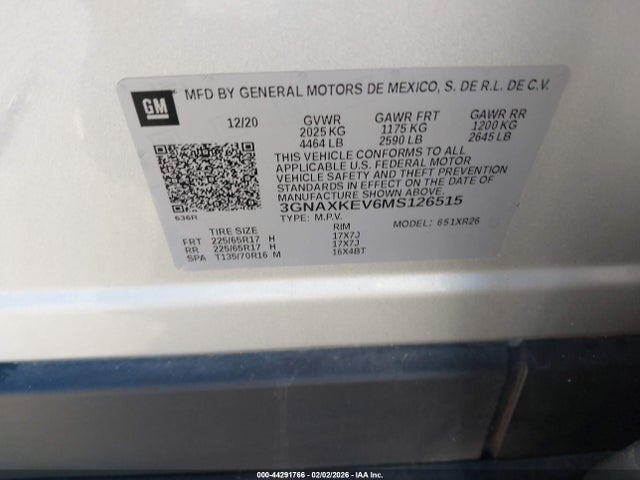 GM
MFD BY GENERAL MOTORS DE MEXICO, S. DE R.L. DE C.V.
12/20 GVWR GAWR FRT GAWR RR
2025 KG 1175 KG 1200 KG
4464 LB 2590 LB 2645 LB
THIS VEHICLE CONFORMS TO ALL
APPLICABLE U.S. FEDERAL MOTOR
VEHICLE SAFETY AND THEFT PREVENTION
STANDARDS IN EFFECT ON THE DATE OF
MANUFACTURE SHOWN ABOVE.
3GNAXKEV6MS126515
636R
TYPE: M.P.V. MODEL: 651XR26
TIRE SIZE RIM
FRT 225/65R17 H 17X7J
RR 225/65R17 H 17X7J
SPA T135/70R16 M 16X4BT
000-44291766 - 02/02/2026 - IAA Inc.